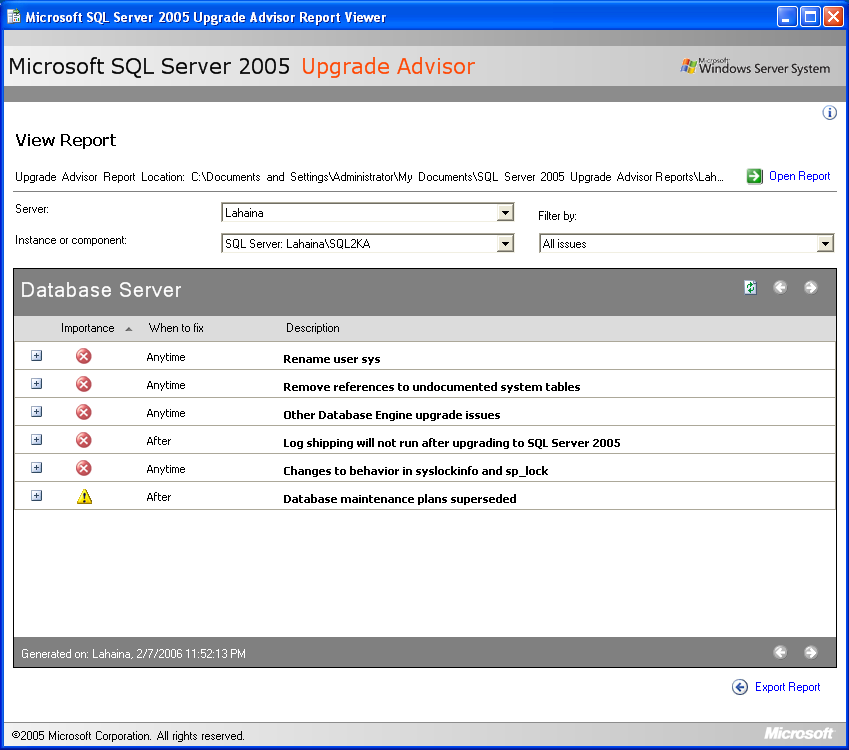 Microsoft SQL Server 2005 Upgrade Advisor Report Viewer
Microsoft SQL Server 2005 Upgrade Advisor
Microsoft
Windows Server System
View Report
Upgrade Advisor Report Location: C:\Documents and Settings\Administrator\My Documents\SQL Server 2005 Upgrade Advisor Reports\Lah...
Open Report
Server:
Lahaina
Filter by:
Instance or component:
SQL Server: Lahaina\SQL2KA
All issues
Database Server
Importance When to fix Description
Anytime Rename user sys
Anytime Remove references to undocumented system tables
Anytime Other Database Engine upgrade issues
After Log shipping will not run after upgrading to SQL Server 2005
Anytime Changes to behavior in syslockinfo and sp_lock
After Database maintenance plans superseded
Generated on: Lahaina, 2/7/2006 11:52:13 PM
Export Report
©2005 Microsoft Corporation. All rights reserved.
Microsoft